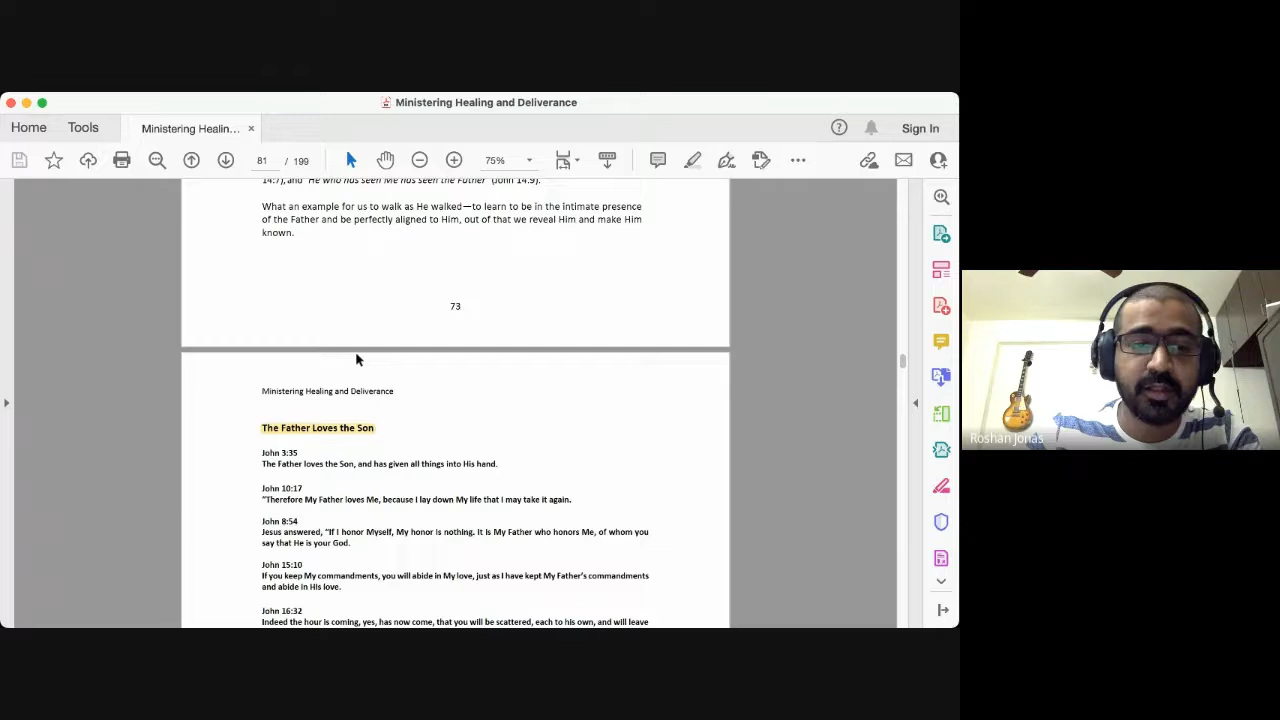 Ministering Healing and Deliverance
Home
Tools
Ministering Healin... ×
Sign In
81 / 199
75%
14:7), and "He who has seen Me has seen the Father" (John 14:9).
What an example for us to walk as He walked—to learn to be in the intimate presence
of the Father and be perfectly aligned to Him, out of that we reveal Him and make Him
known.
73
Ministering Healing and Deliverance
The Father Loves the Son
John 3:35
The Father loves the Son, and has given all things into His hand.
John 10:17
"Therefore My Father loves Me, because I lay down My life that I may take it again.
John 8:54
Jesus answered, "If I honor Myself, My honor is nothing. It is My Father who honors Me, of whom you
say that He is your God.
John 15:10
If you keep My commandments, you will abide in My love, just as I have kept My Father's commandments
and abide in His love.
John 16:32
Indeed the hour is coming, yes, has now come, that you will be scattered, each to his own, and will leave
Roshan Jonas